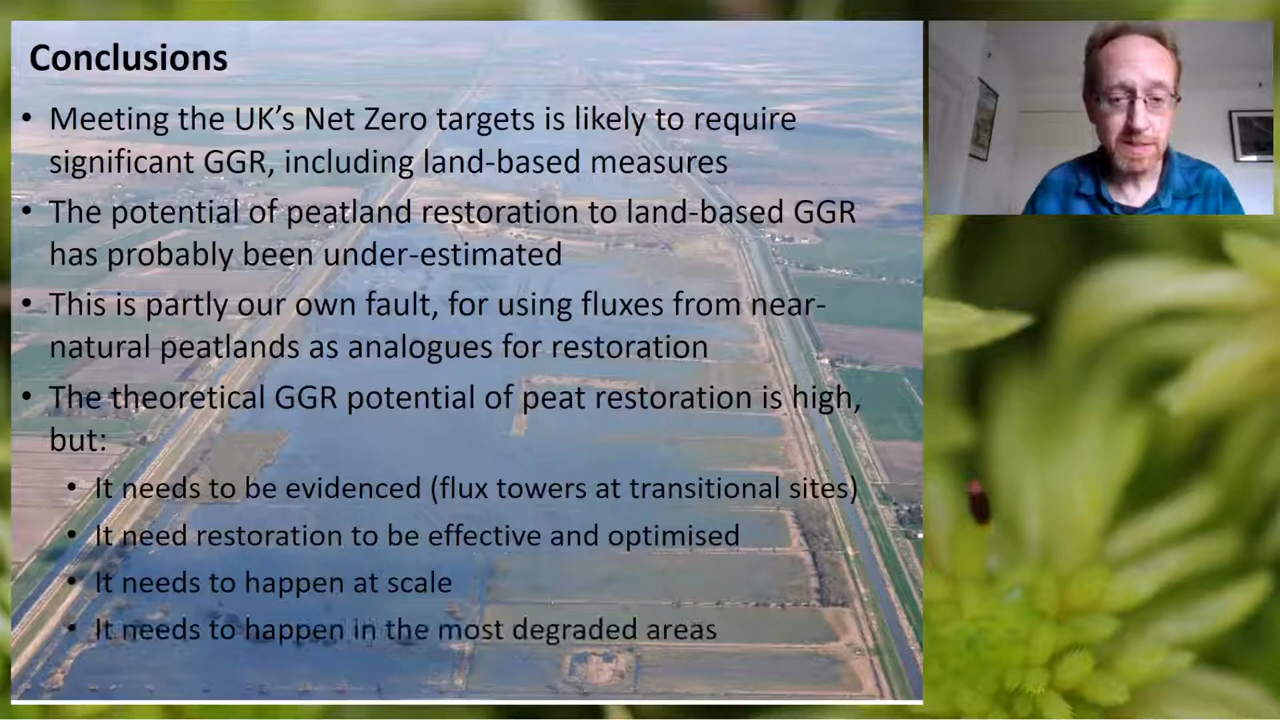 Conclusions
• Meeting the UK's Net Zero targets is likely to require
significant GGR, including land-based measures
• The potential of peatland restoration to land-based GGR
has probably been under-estimated
• This is partly our own fault, for using fluxes from near-
natural peatlands as analogues for restoration
• The theoretical GGR potential of peat restoration is high,
but:
• It needs to be evidenced (flux towers at transitional sites)
• It need restoration to be effective and optimised
• It needs to happen at scale
• It needs to happen in the most degraded areas